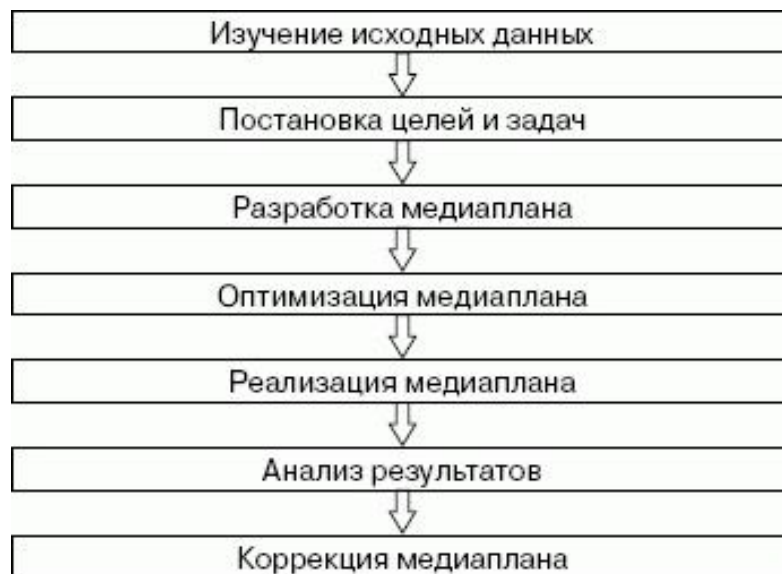 Изучение исходных данных
Постановка целей и задач
Разработка медиаплана
Оптимизация медиаплана
Реализация медиаплана
Анализ результатов
Коррекция медиаплана